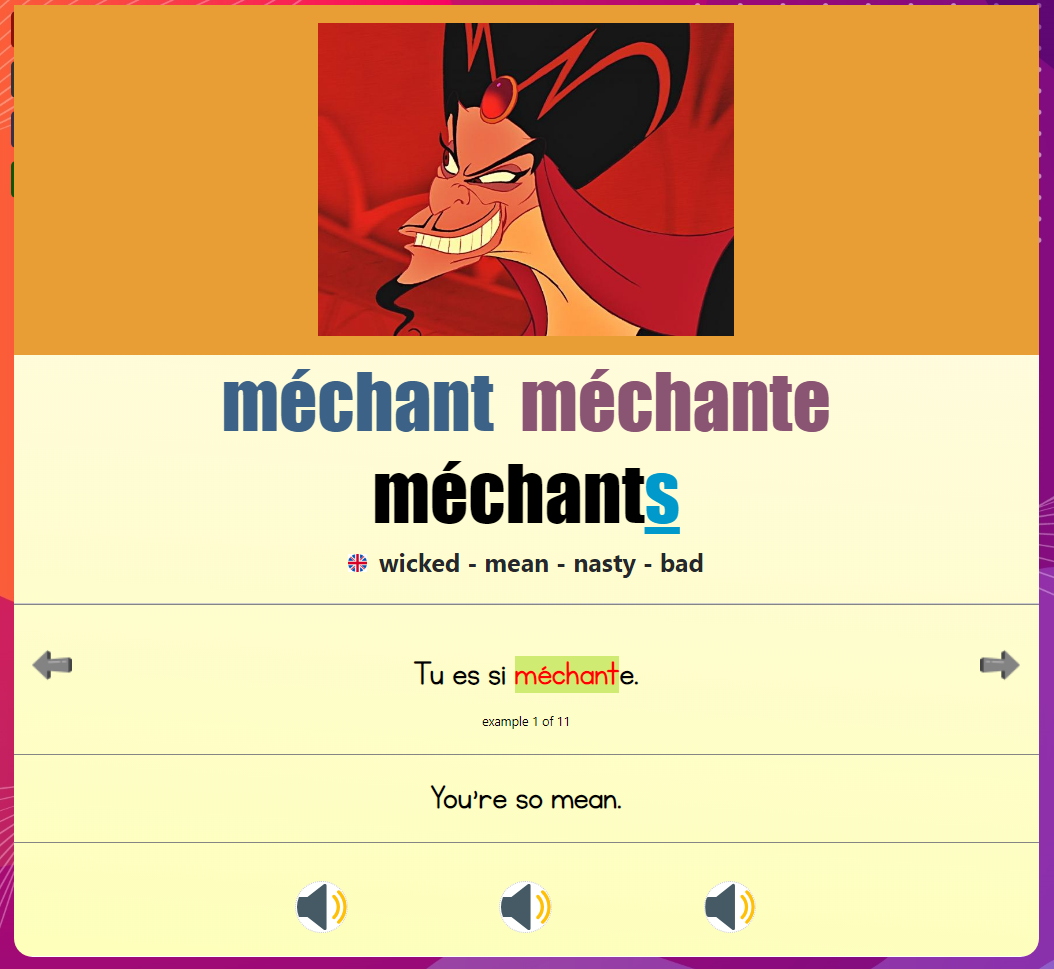 méchant méchante
méchants
wicked - mean - nasty - bad
Tu es si méchante.
example 1 of 11
You're so mean.